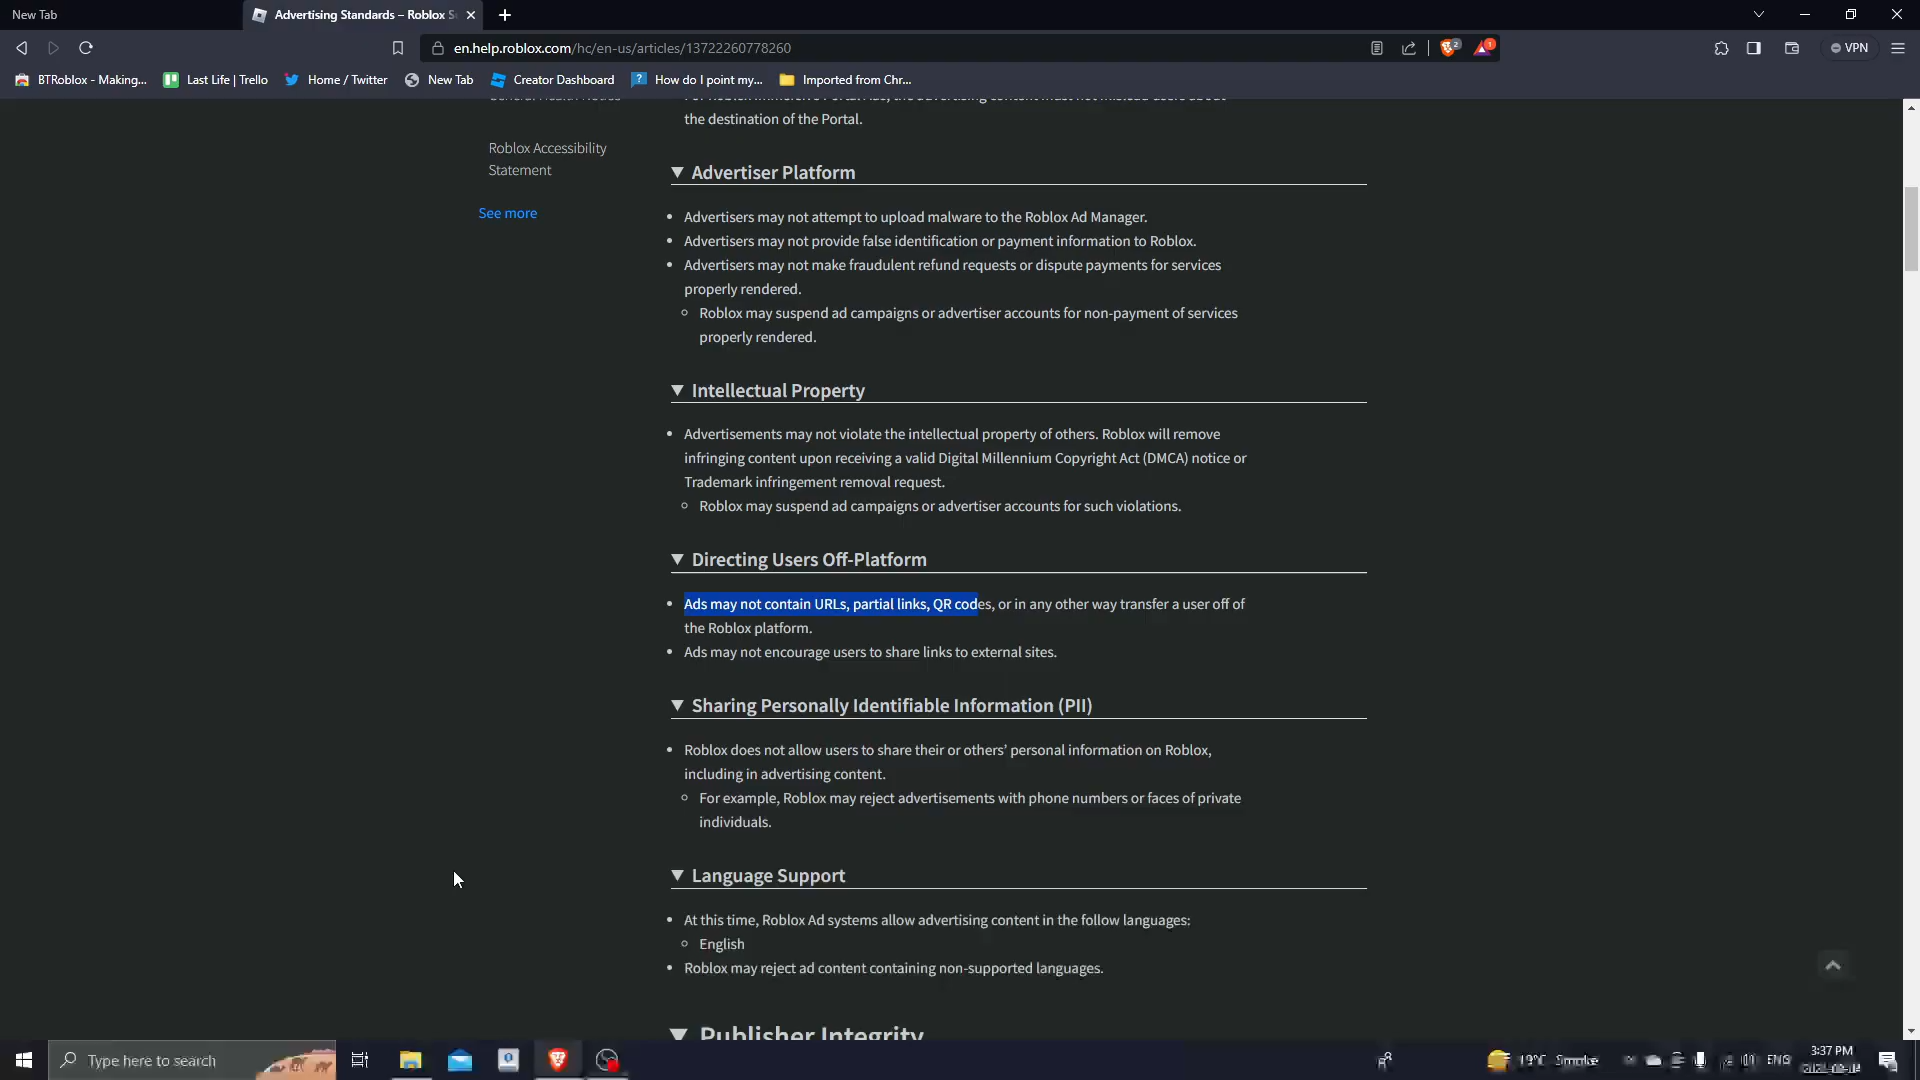 New Tab
Advertising Standards – Roblox S
en.help.roblox.com/hc/en-us/articles/13722260778260
2
1
VPN
BTRoblox - Making...
Last Life | Trello
Home / Twitter
New Tab
Creator Dashboard
How do I point my...
Imported from Chr...
the destination of the Portal.
Roblox Accessibility
Statement
See more
Advertiser Platform
Advertisers may not attempt to upload malware to the Roblox Ad Manager.
Advertisers may not provide false identification or payment information to Roblox.
Advertisers may not make fraudulent refund requests or dispute payments for services
properly rendered.
Roblox may suspend ad campaigns or advertiser accounts for non-payment of services
properly rendered.
Intellectual Property
Advertisements may not violate the intellectual property of others. Roblox will remove
infringing content upon receiving a valid Digital Millennium Copyright Act (DMCA) notice or
Trademark infringement removal request.
Roblox may suspend ad campaigns or advertiser accounts for such violations.
Directing Users Off-Platform
Ads may not contain URLs, partial links, QR codes, or in any other way transfer a user off of
the Roblox platform.
Ads may not encourage users to share links to external sites.
Sharing Personally Identifiable Information (PII)
Roblox does not allow users to share their or others’ personal information on Roblox,
including in advertising content.
For example, Roblox may reject advertisements with phone numbers or faces of private
individuals.
Language Support
At this time, Roblox Ad systems allow advertising content in the follow languages:
English
Roblox may reject ad content containing non-supported languages.
Publisher Integrity
Type here to search
19°C Smoke
ENG
3:37 PM